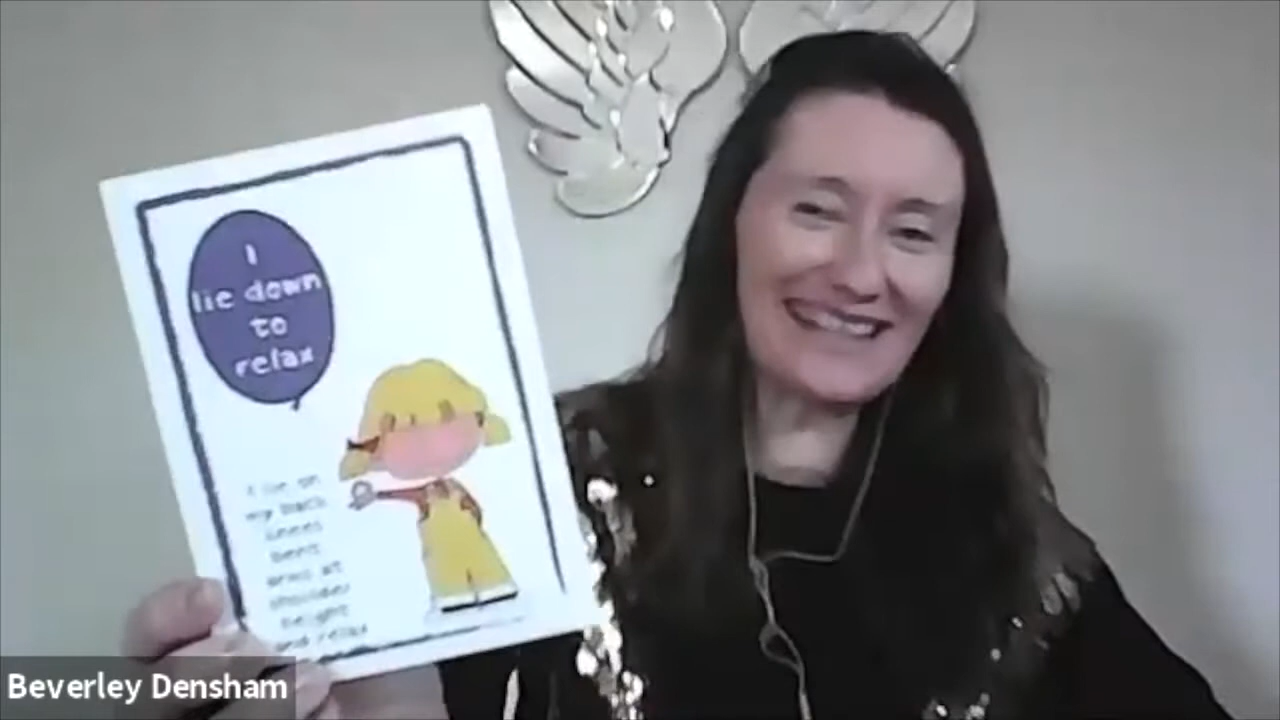 I
lie down
to
relax
I lie on
my back
knees
bent
arms at
shoulder
height
and relax
Beverley Densham